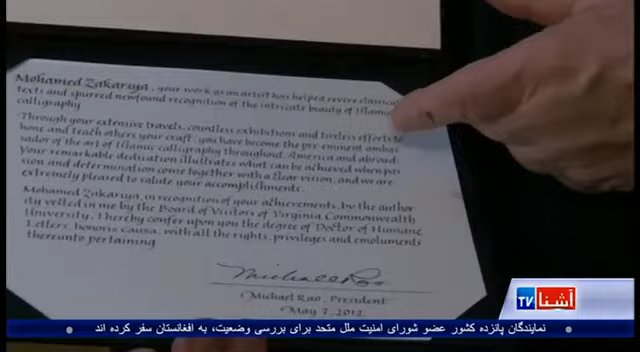 Mohamed Zakariya, your work as an artist has helped revive classical
texts and spurred newfound recognition of the intricate beauty of Islamic
calligraphy
Through your extensive travels, countless exhibitions and tireless efforts to
hone and teach others your craft, you have become the pre-eminent ambas
sador of the art of Islamic calligraphy throughout America and abroad.
Your remarkable dedication illustrates what can be achieved when pas
sion and determination come together with a clear vision, and we are
extremely pleased to salute your accomplishments.
Mohamed Zakariya, in recognition of your achievements, by the author
ity vested in me by the Board of Visitors of Virginia Commonwealth
University, I hereby confer upon you the degree of Doctor of Humane
Letters, honoris causa, with all the rights, privileges and emoluments
thereunto pertaining.
Michael Rao
Michael Rao, President
May 7, 2012
TV آشنا
نمایندگان پانزده کشور عضو شورای امنیت ملل متحد برای بررسی وضعیت، به افغانستان سفر کرده اند